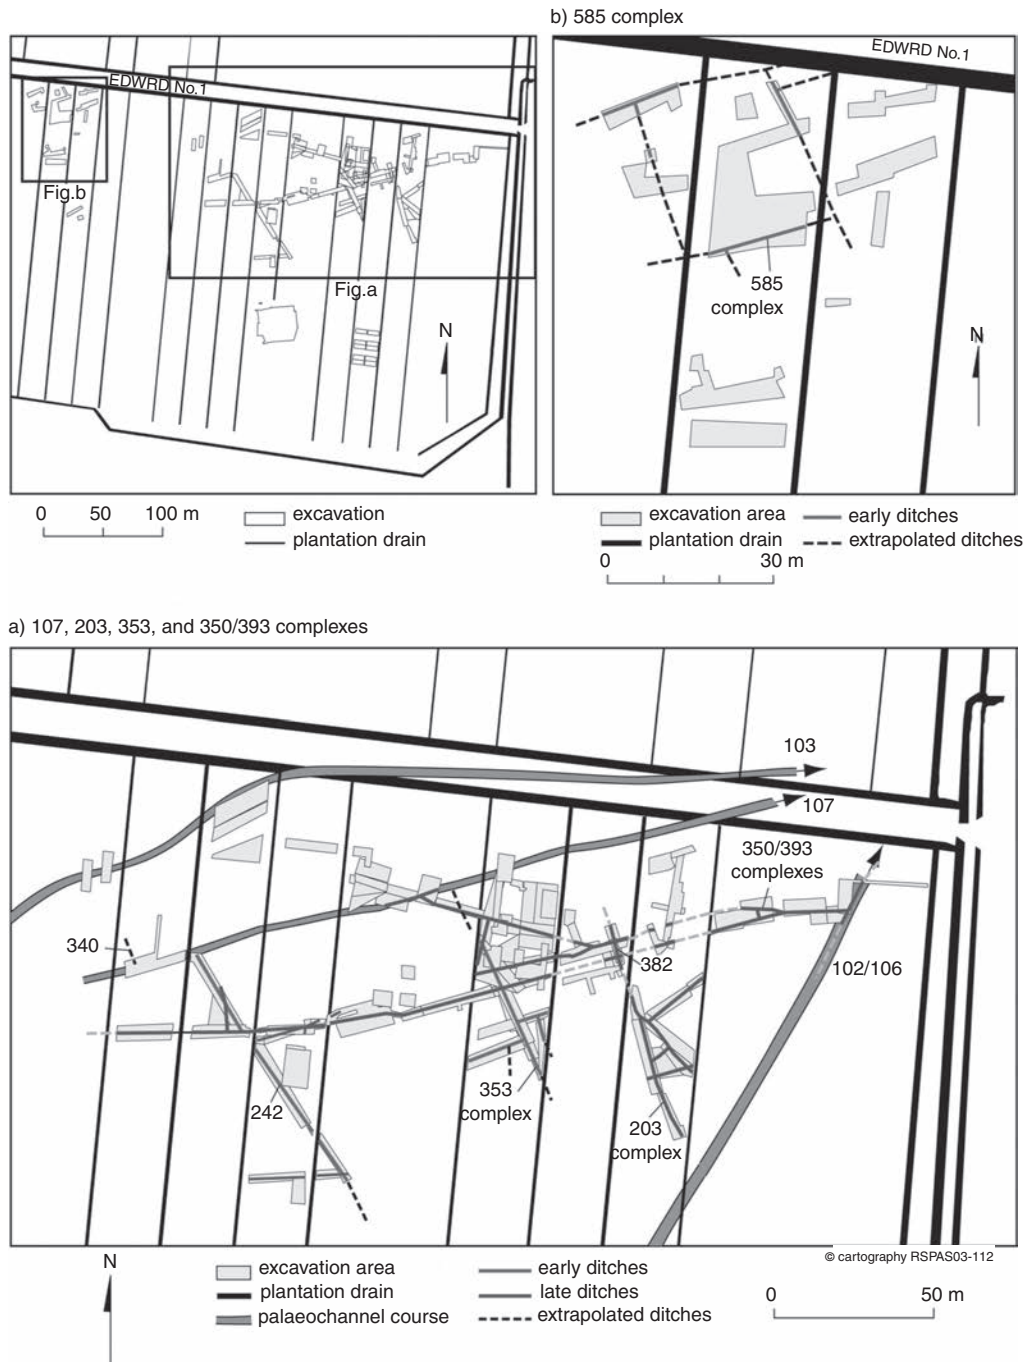 b) 585 complex
EDWRD No.1
Fig.b
Fig.a
N
0 50 100 m
excavation
plantation drain
EDWRD No.1
585
complex
N
excavation area
plantation drain
early ditches
extrapolated ditches
0 30 m
a) 107, 203, 353, and 350/393 complexes
103
107
350/393
complexes
340
382
102/106
242
353
complex
203
complex
© cartography RSPAS03-112
N
excavation area
plantation drain
palaeochannel course
early ditches
late ditches
extrapolated ditches
0 50 m